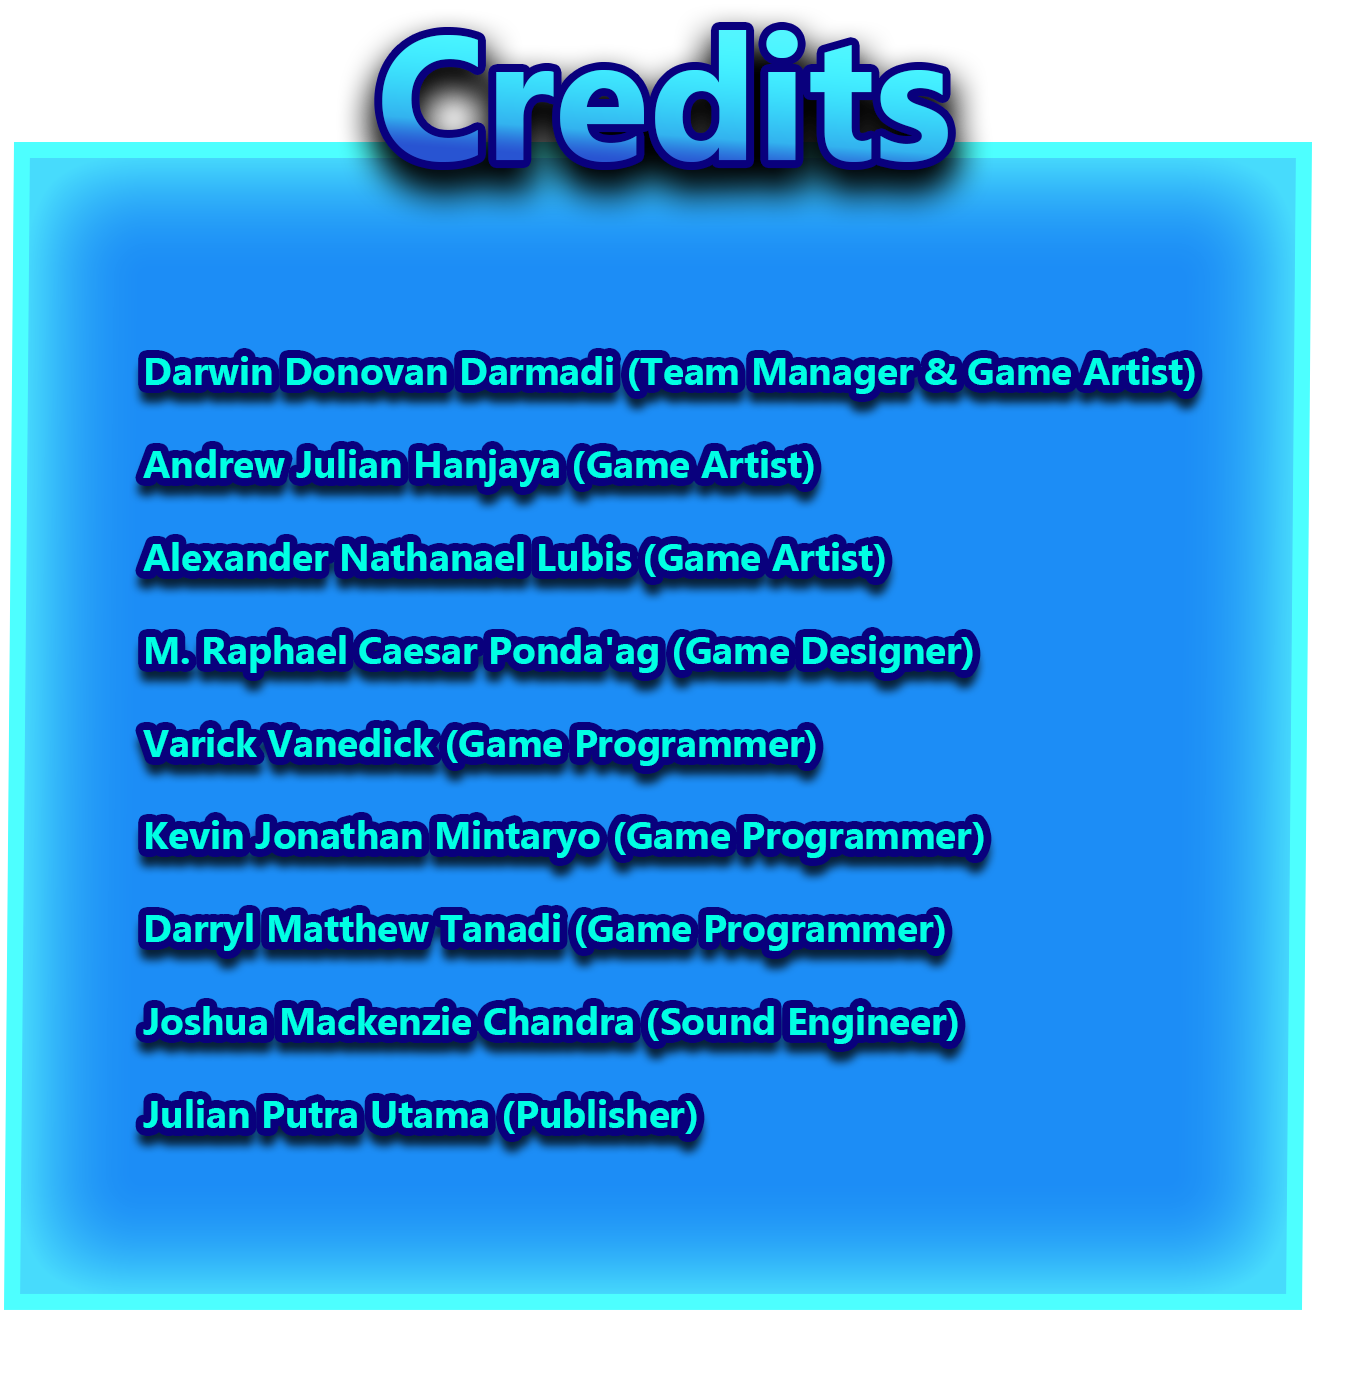 Credits
Darwin Donovan Darmadi (Team Manager & Game Artist)
Andrew Julian Hanjaya (Game Artist)
Alexander Nathanael Lubis (Game Artist)
M. Raphael Caesar Ponda'ag (Game Designer)
Varick Vanedick (Game Programmer)
Kevin Jonathan Mintaryo (Game Programmer)
Darryl Matthew Tanadi (Game Programmer)
Joshua Mackenzie Chandra (Sound Engineer)
Julian Putra Utama (Publisher)